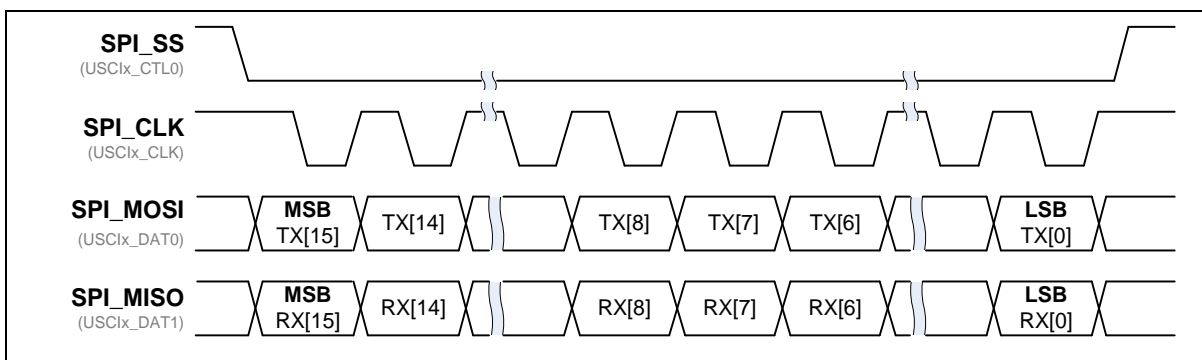 SPI_SS
(USCIx_CTL0)
SPI_CLK
(USCIx_CLK)
SPI_MOSI
(USCIx_DAT0)
MSB
TX[15]
TX[14]
TX[8]
TX[7]
TX[6]
LSB
TX[0]
SPI_MISO
(USCIx_DAT1)
MSB
RX[15]
RX[14]
RX[8]
RX[7]
RX[6]
LSB
RX[0]